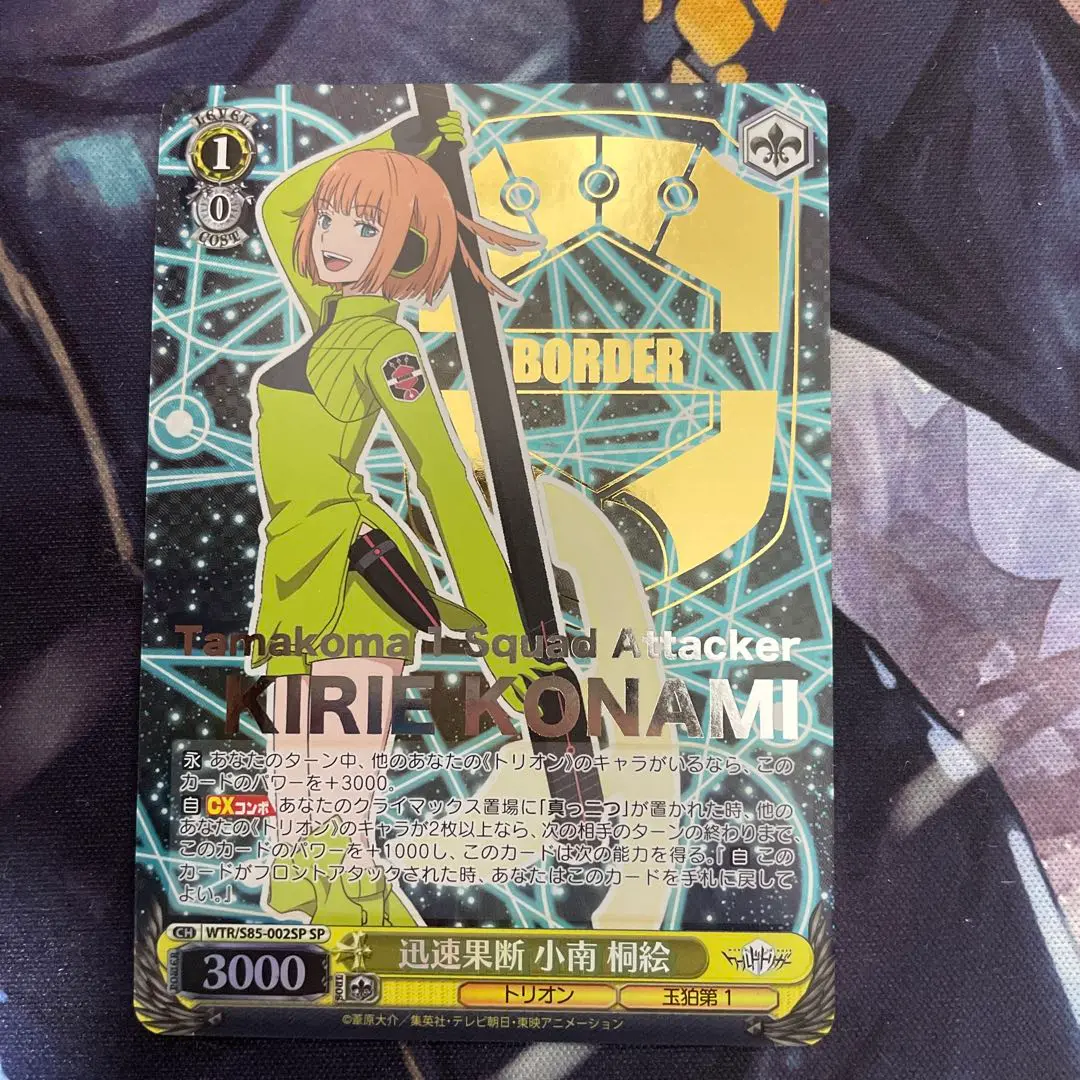 LEVEL
1
0
COST
BORDER
Tamakoma 1 Squad Attacker
KIRIE KONAMI
永 あなたのターン中、他のあなたの《トリオン》のキャラがいるなら、この
カードのパワーを+3000。
自 CXコンボ あなたのクライマックス置場に「真っ二つ」が置かれた時、他の
あなたの《トリオン》のキャラが2枚以上なら、次の相手のターンの終わりまで、
このカードのパワーを+1000し、このカードは次の能力を得る。「 自 この
カードがフロントアタックされた時、あなたはこのカードを手札に戻して
よい。」
CH WTR/S85-002SP SP
POWER 3000 SOUL
迅速果断 小南 桐絵
ワールドトリガー
トリオン 玉狛第1
©葦原大介/集英社・テレビ朝日・東映アニメーション